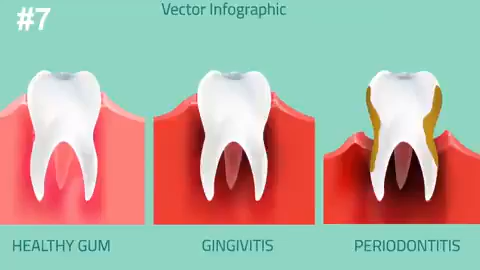 #7
Vector Infographic
HEALTHY GUM
GINGIVITIS
PERIODONTITIS